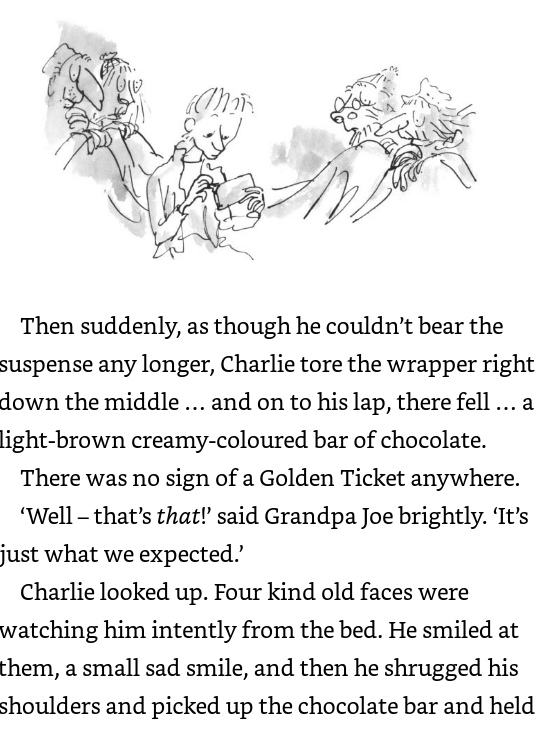 Then suddenly, as though he couldn’t bear the
suspense any longer, Charlie tore the wrapper right
down the middle … and on to his lap, there fell … a
light-brown creamy-coloured bar of chocolate.
There was no sign of a Golden Ticket anywhere.
‘Well – that’s that!’ said Grandpa Joe brightly. ‘It’s
just what we expected.’
Charlie looked up. Four kind old faces were
watching him intently from the bed. He smiled at
them, a small sad smile, and then he shrugged his
shoulders and picked up the chocolate bar and held